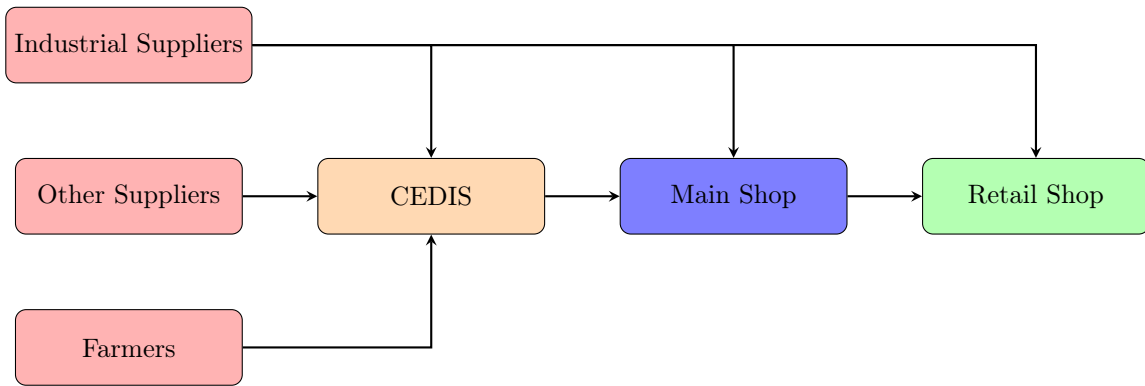 Industrial Suppliers
Other Suppliers
CEDIS
Main Shop
Retail Shop
Farmers